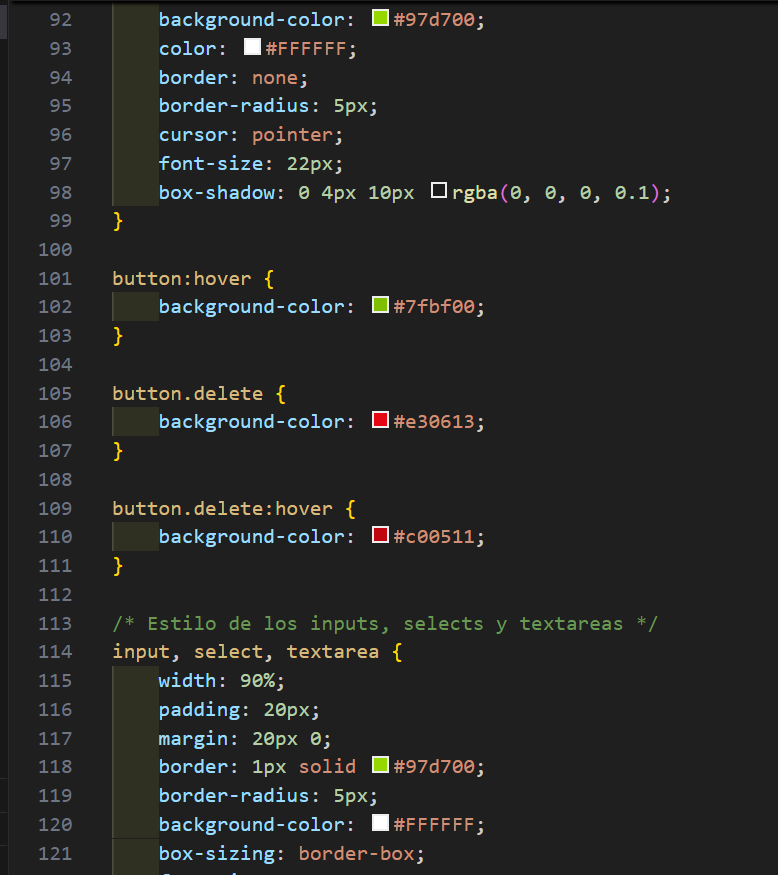 92 background-color: #97d700;
93 color: #FFFFFF;
94 border: none;
95 border-radius: 5px;
96 cursor: pointer;
97 font-size: 22px;
98 box-shadow: 0 4px 10px rgba(0, 0, 0, 0.1);
99 }
100
101 button:hover {
102 background-color: #7fbf00;
103 }
104
105 button.delete {
106 background-color: #e30613;
107 }
108
109 button.delete:hover {
110 background-color: #c00511;
111 }
112
113 /* Estilo de los inputs, selects y textareas */
114 input, select, textarea {
115 width: 90%;
116 padding: 20px;
117 margin: 20px 0;
118 border: 1px solid #97d700;
119 border-radius: 5px;
120 background-color: #FFFFFF;
121 box-sizing: border-box;